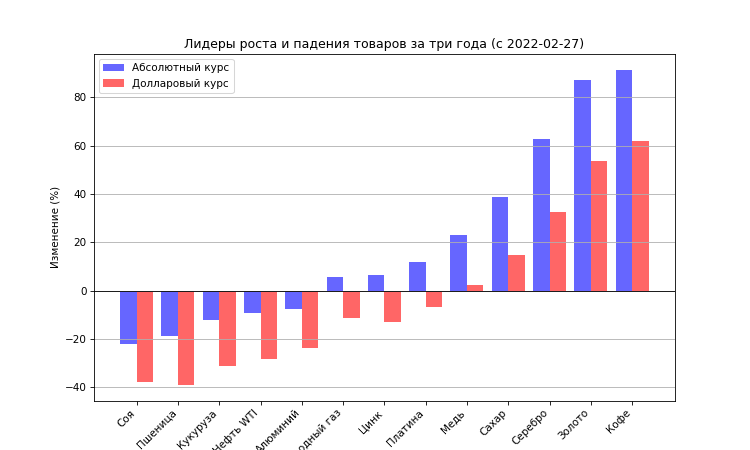 Лидеры роста и падения товаров за три года (с 2022-02-27)
Абсолютный курс
Долларовый курс
Изменение (%)
80
60
40
20
0
−20
−40
Соя
Пшеница
Кукуруза
Нефть WTI
Алюминий
одный газ
Цинк
Платина
Медь
Сахар
Серебро
Золото
Кофе